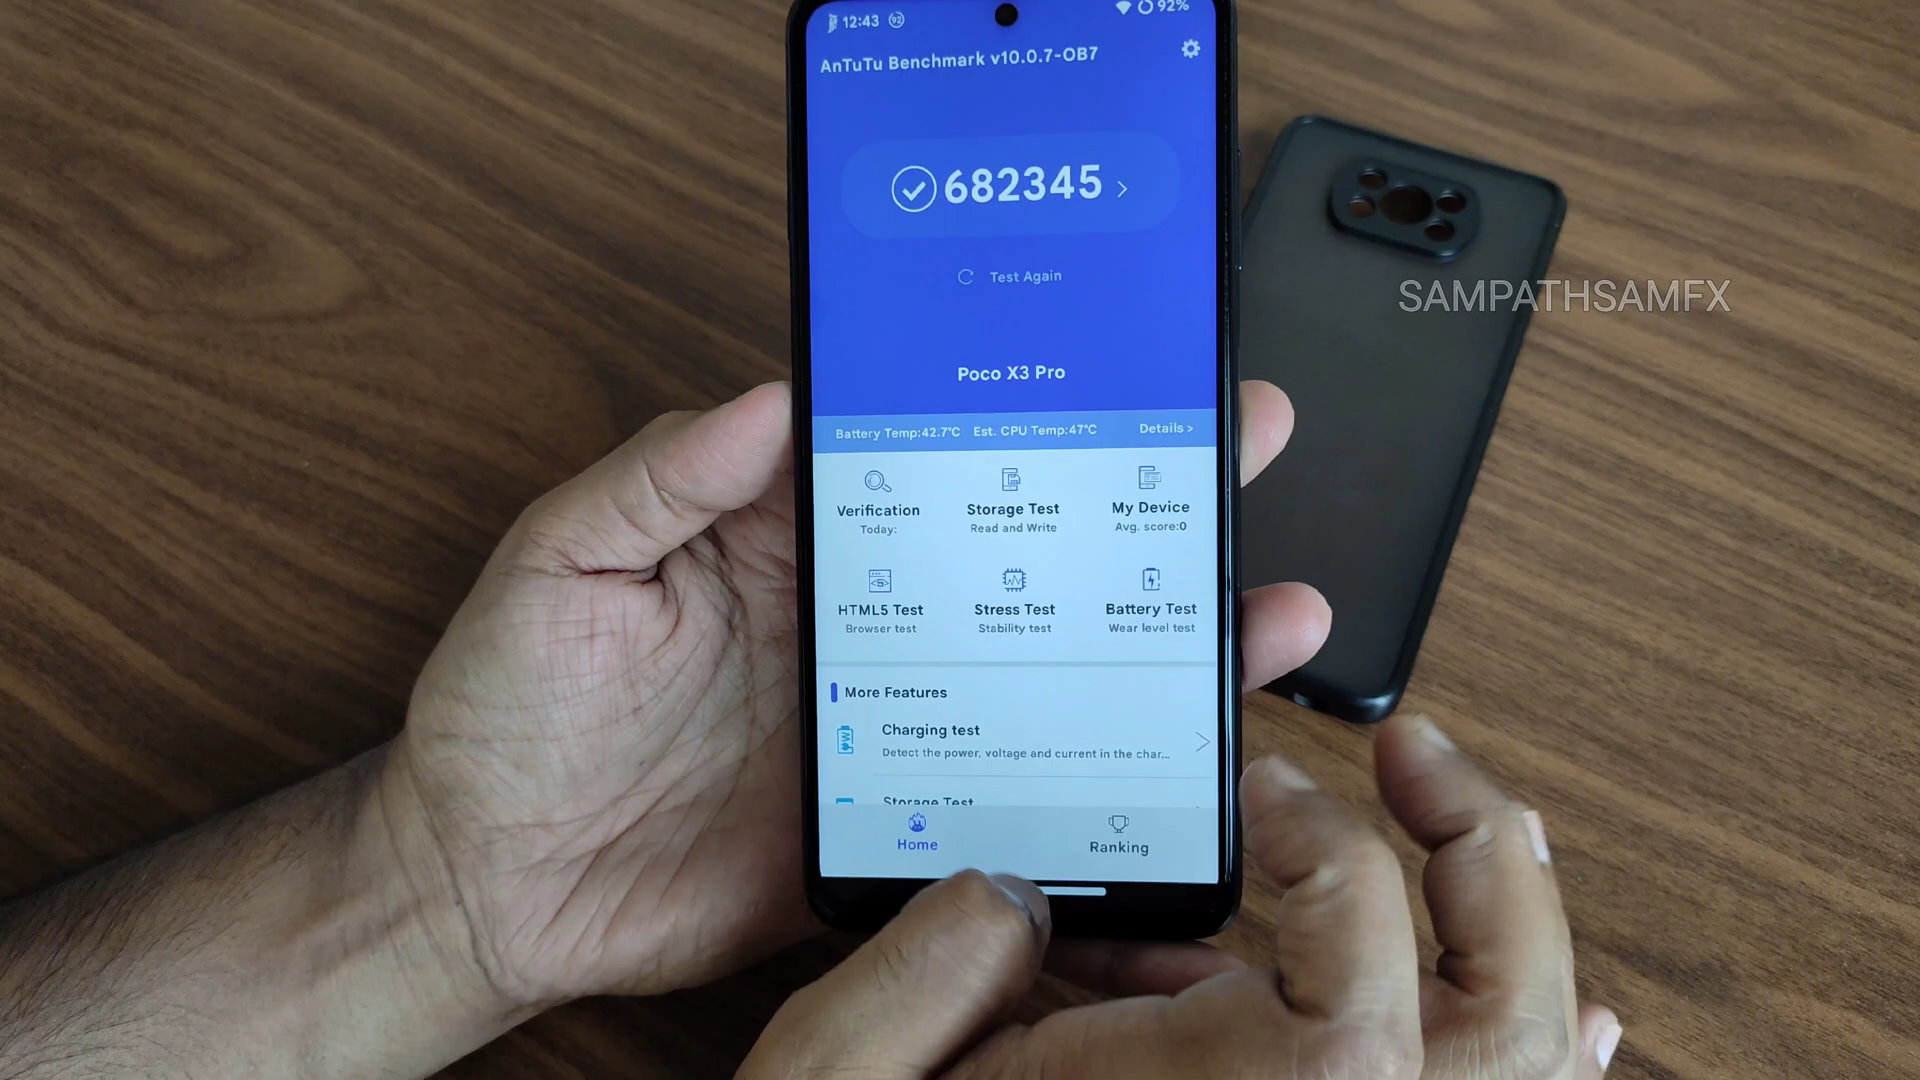 12:43 92 92%
AnTuTu Benchmark v10.0.7-OB7
682345
Test Again
Poco X3 Pro
Battery Temp:42.7℃ Est. CPU Temp:47℃ Details >
Verification Storage Test My Device
Today: Read and Write Avg. score:0
HTML5 Test Stress Test Battery Test
Browser test Stability test Wear level test
More Features
Charging test
Detect the power, voltage and current in the char...
Storage Test
Home Ranking
SAMPATHSAMFX